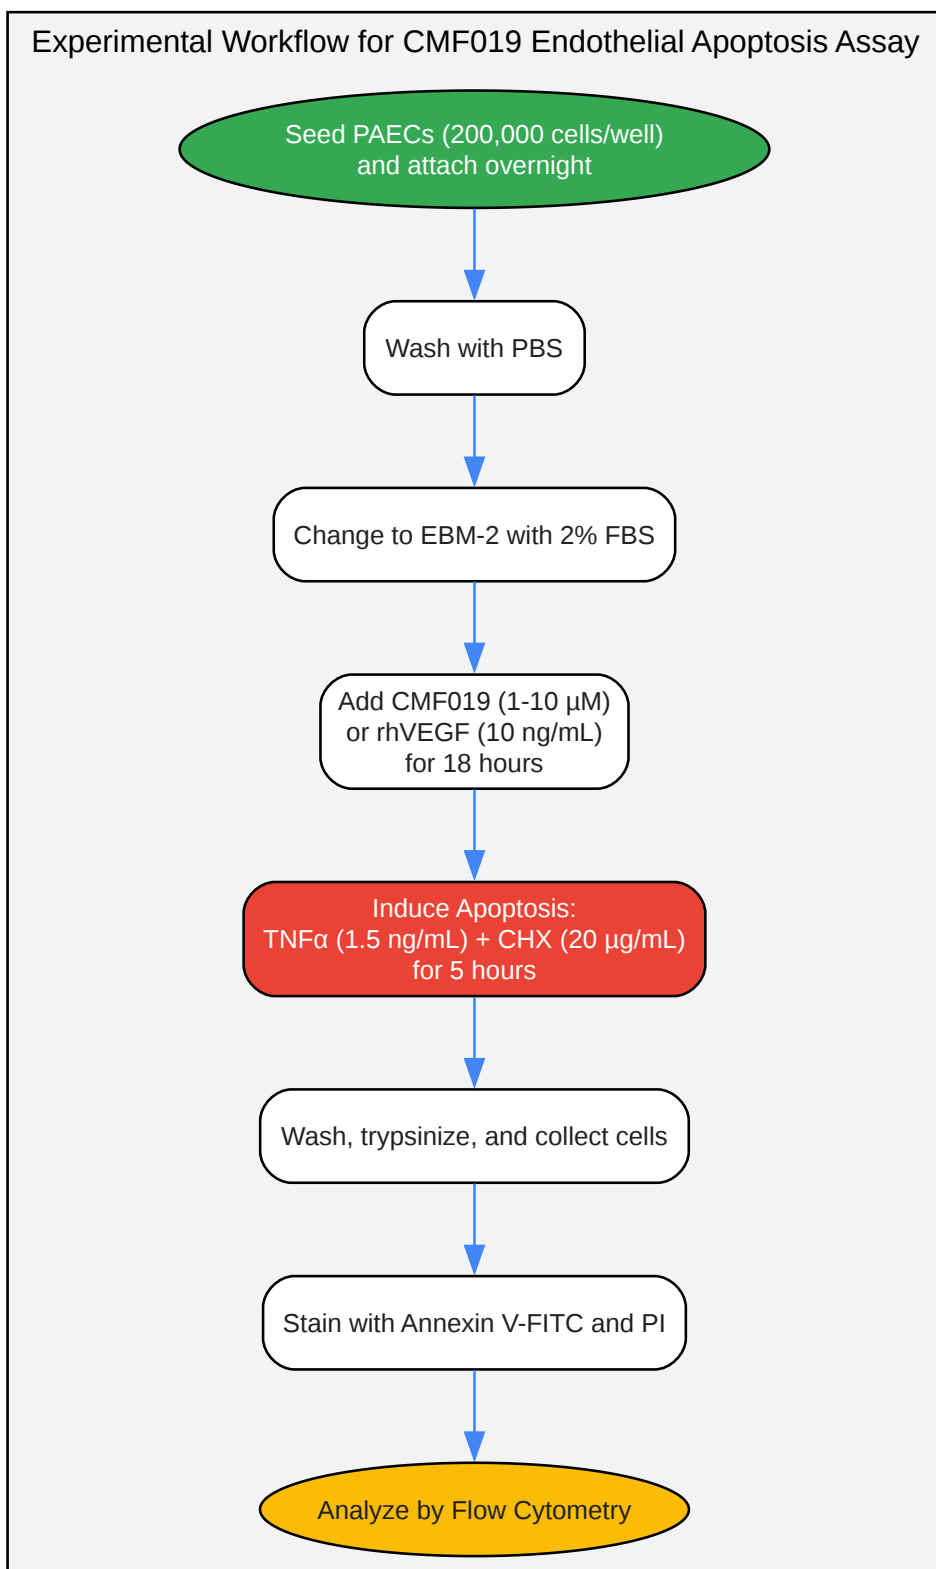 Experimental Workflow for CMF019 Endothelial Apoptosis Assay
Seed PAECs (200,000 cells/well)
and attach overnight
Wash with PBS
Change to EBM-2 with 2% FBS
Add CMF019 (1-10 µM)
or rhVEGF (10 ng/mL)
for 18 hours
Induce Apoptosis:
TNFα (1.5 ng/mL) + CHX (20 µg/mL)
for 5 hours
Wash, trypsinize, and collect cells
Stain with Annexin V-FITC and PI
Analyze by Flow Cytometry